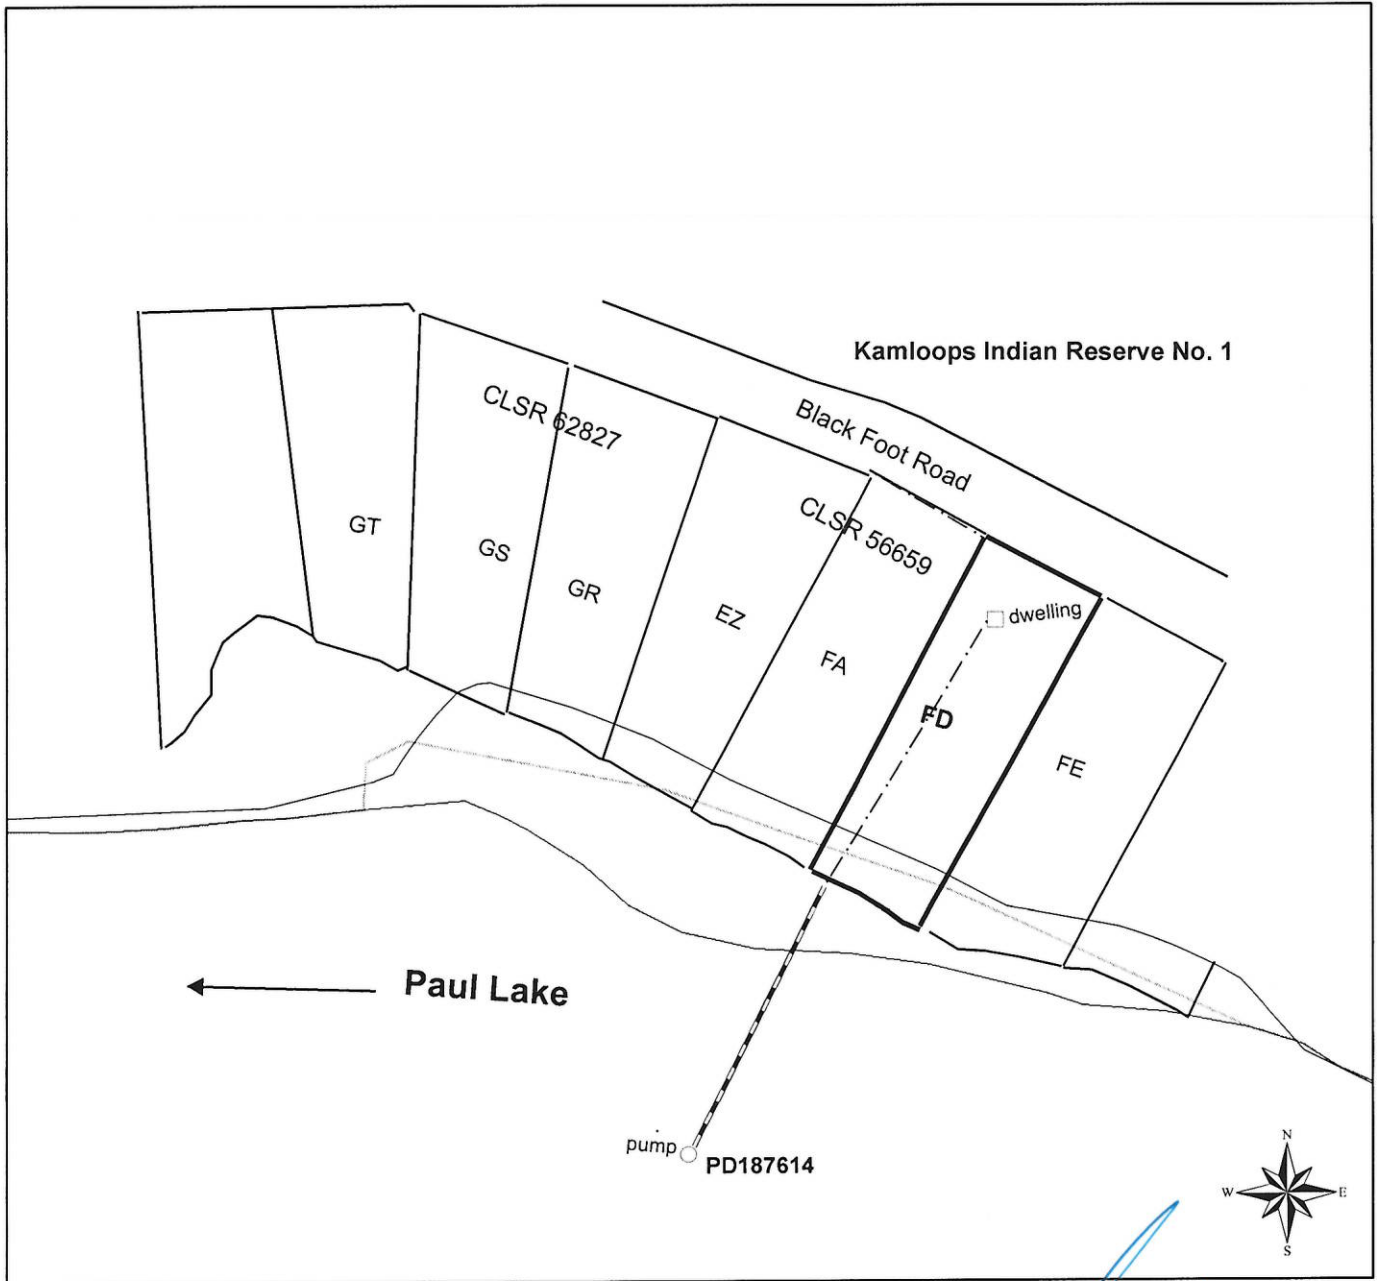 Kamloops Indian Reserve No. 1
Black Foot Road
CLSR 62827
CLSR 56659
GT
GS
GR
EZ
FA
FD
FE
dwelling
Paul Lake
pump
PD187614
N
W
E
S